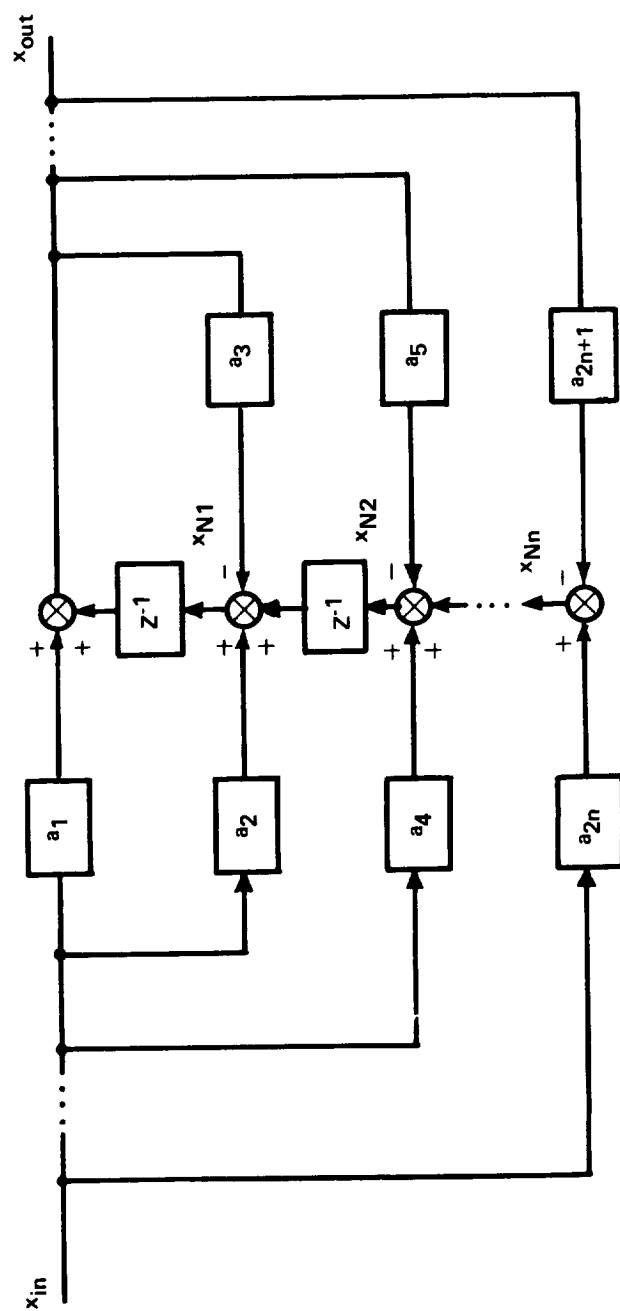 x_in
x_out
a_1
+
+
z^-1
x_N1
a_2
+
+
-
a_3
z^-1
x_N2
a_4
+
+
-
a_5
...
...
...
x_Nn
a_2n
+
-
a_2n+1